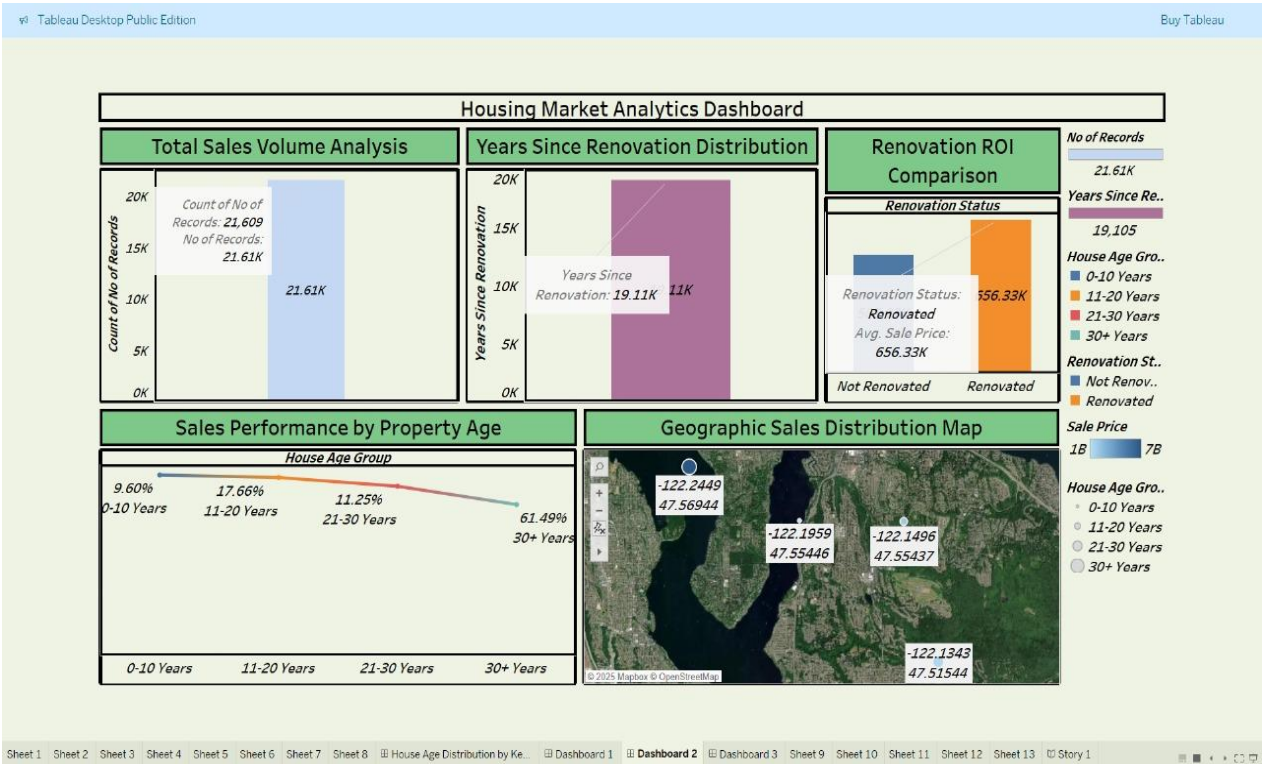 Tableau Desktop Public Edition
Buy Tableau
Housing Market Analytics Dashboard
Total Sales Volume Analysis
Count of No of Records
20K
15K
10K
5K
0K
Count of No of
Records: 21,609
No of Records:
21.61K
21.61K
Years Since Renovation Distribution
Years Since Renovation
20K
15K
10K
5K
0K
Years Since
Renovation: 19.11K
11K
Renovation ROI
Comparison
Renovation Status
Renovation Status:
Renovated
Avg. Sale Price:
656.33K
656.33K
Not Renovated
Renovated
No of Records
21.61K
Years Since Re..
19,105
House Age Gro..
0-10 Years
11-20 Years
21-30 Years
30+ Years
Renovation St..
Not Renov..
Renovated
Sale Price
1B 7B
House Age Gro..
0-10 Years
11-20 Years
21-30 Years
30+ Years
Sales Performance by Property Age
House Age Group
9.60%
0-10 Years
17.66%
11-20 Years
11.25%
21-30 Years
61.49%
30+ Years
0-10 Years
11-20 Years
21-30 Years
30+ Years
Geographic Sales Distribution Map
-122.2449
47.56944
-122.1959
47.55446
-122.1496
47.55437
-122.1343
47.51544
© 2025 Mapbox © OpenStreetMap
Sheet 1 Sheet 2 Sheet 3 Sheet 4 Sheet 5 Sheet 6 Sheet 7 Sheet 8 House Age Distribution by Ke... Dashboard 1 Dashboard 2 Dashboard 3 Sheet 9 Sheet 10 Sheet 11 Sheet 12 Sheet 13 Story 1